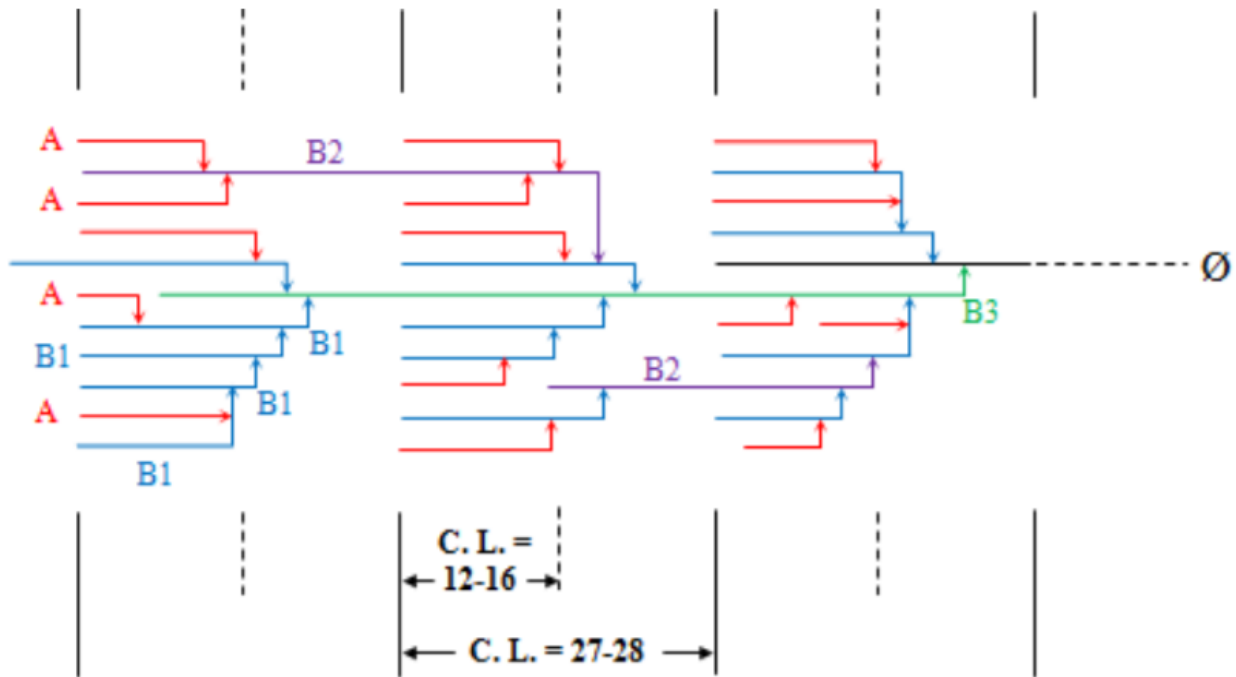 A
B2
A
Ø
A
B3
B1
B1
B2
B1
A
B1
C. L. =
12-16
C. L. = 27-28